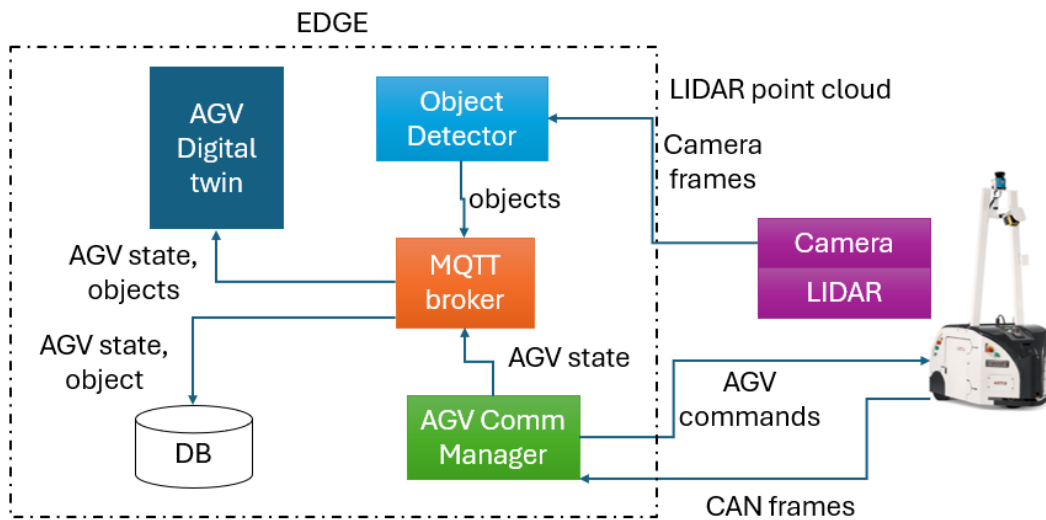 EDGE
AGV
Digital
twin
Object
Detector
LIDAR point cloud
Camera
frames
objects
AGV state,
objects
MQTT
broker
Camera
LIDAR
AGV state,
object
AGV state
AGV
commands
DB
AGV Comm
Manager
CAN frames